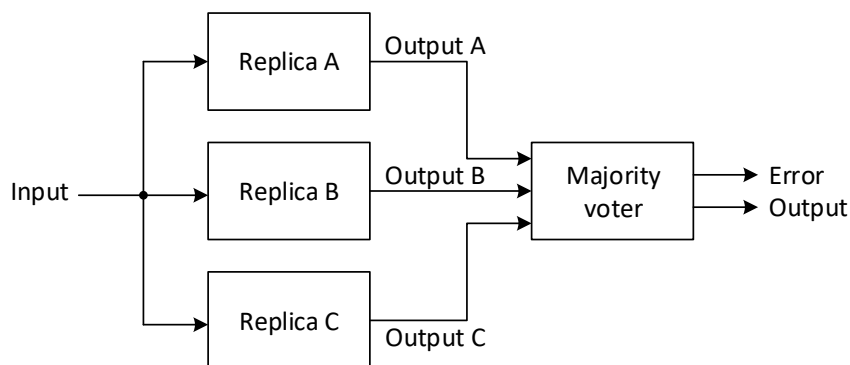 Replica A
Output A
Input
Replica B
Output B
Majority
voter
Error
Output
Replica C
Output C